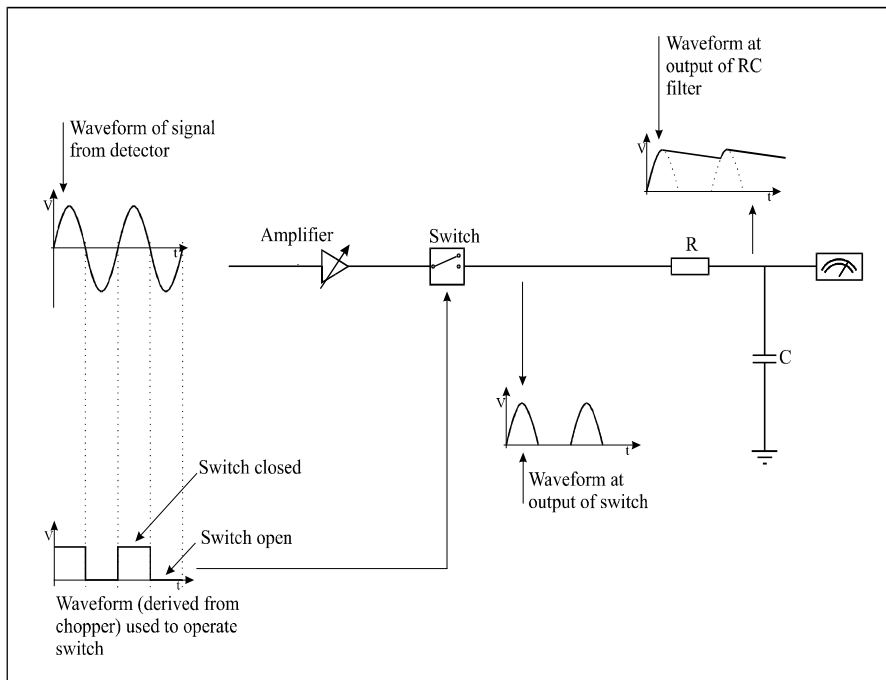 Waveform at
output of RC
filter
Waveform of signal
from detector
V
t
V
t
Amplifier
Switch
R
C
V
t
Waveform at
output of switch
Switch closed
Switch open
V
t
Waveform (derived from
chopper) used to operate
switch